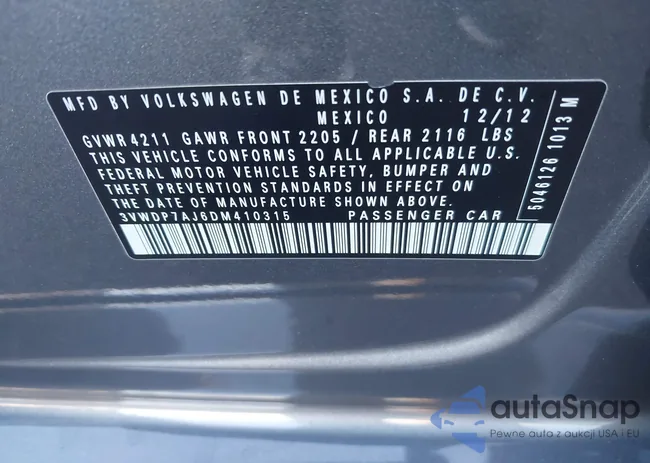 MFD BY VOLKSWAGEN DE MEXICO S.A. DE C.V.
MEXICO 12/12
GVWR 4211 GAWR FRONT 2205 / REAR 2116 LBS
THIS VEHICLE CONFORMS TO ALL APPLICABLE U.S.
FEDERAL MOTOR VEHICLE SAFETY, BUMPER AND
THEFT PREVENTION STANDARDS IN EFFECT ON
THE DATE OF MANUFACTURE SHOWN ABOVE.
3VWDP7AJ6DM410315 PASSENGER CAR
5046126 1013 M
autaSnap
Pewne auta z aukcji USA i EU